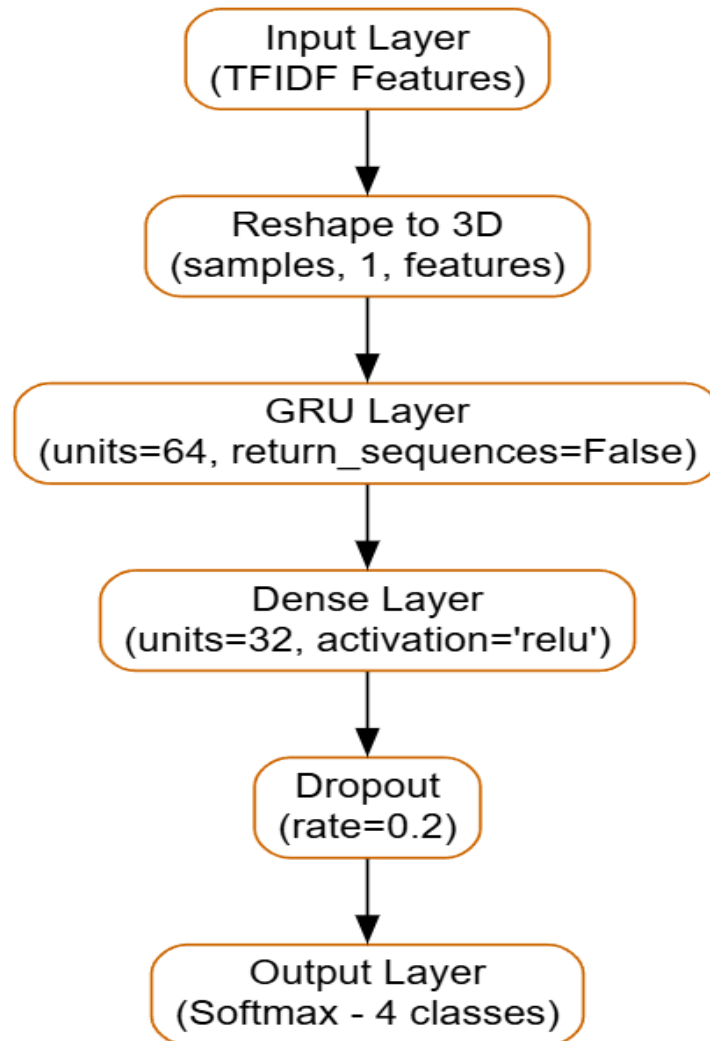 Input Layer
(TFIDF Features)
Reshape to 3D
(samples, 1, features)
GRU Layer
(units=64, return_sequences=False)
Dense Layer
(units=32, activation='relu')
Dropout
(rate=0.2)
Output Layer
(Softmax - 4 classes)